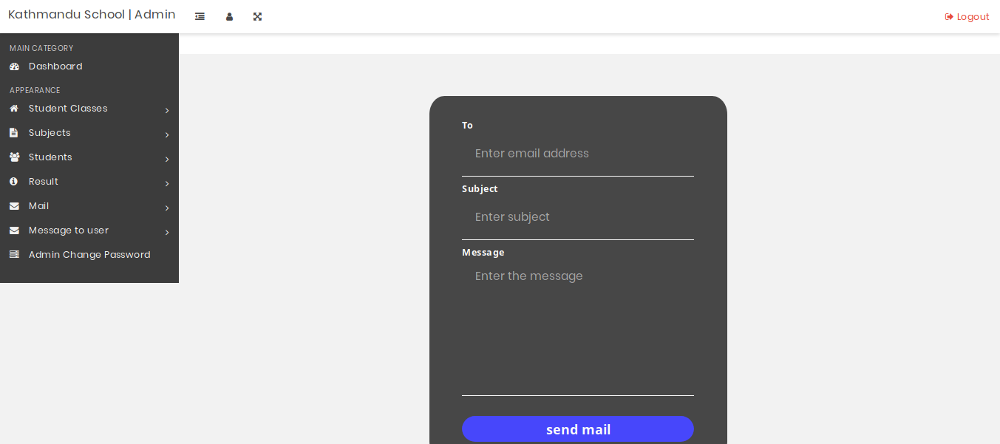 Kathmandu School | Admin
Logout
MAIN CATEGORY
Dashboard
APPEARANCE
Student Classes
Subjects
Students
Result
Mail
Message to user
Admin Change Password
To
Enter email address
Subject
Enter subject
Message
Enter the message
send mail